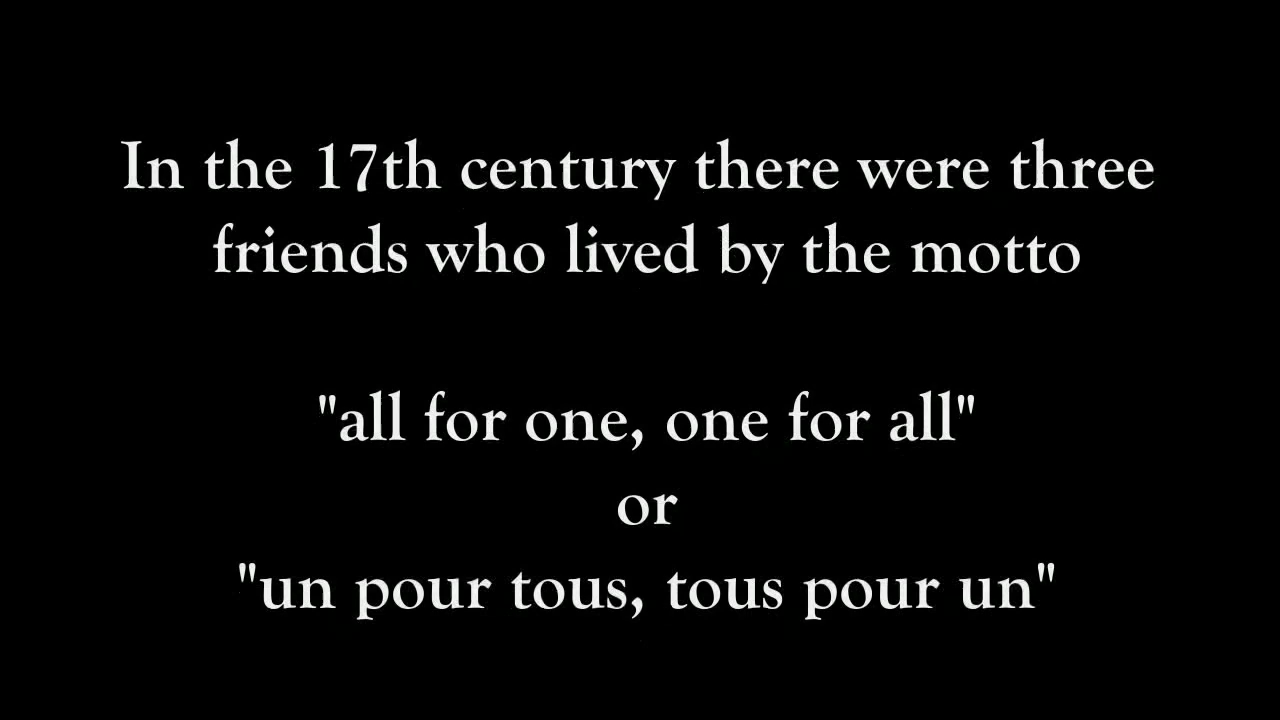 In the 17th century there were three
friends who lived by the motto
"all for one, one for all"
or
"un pour tous, tous pour un"